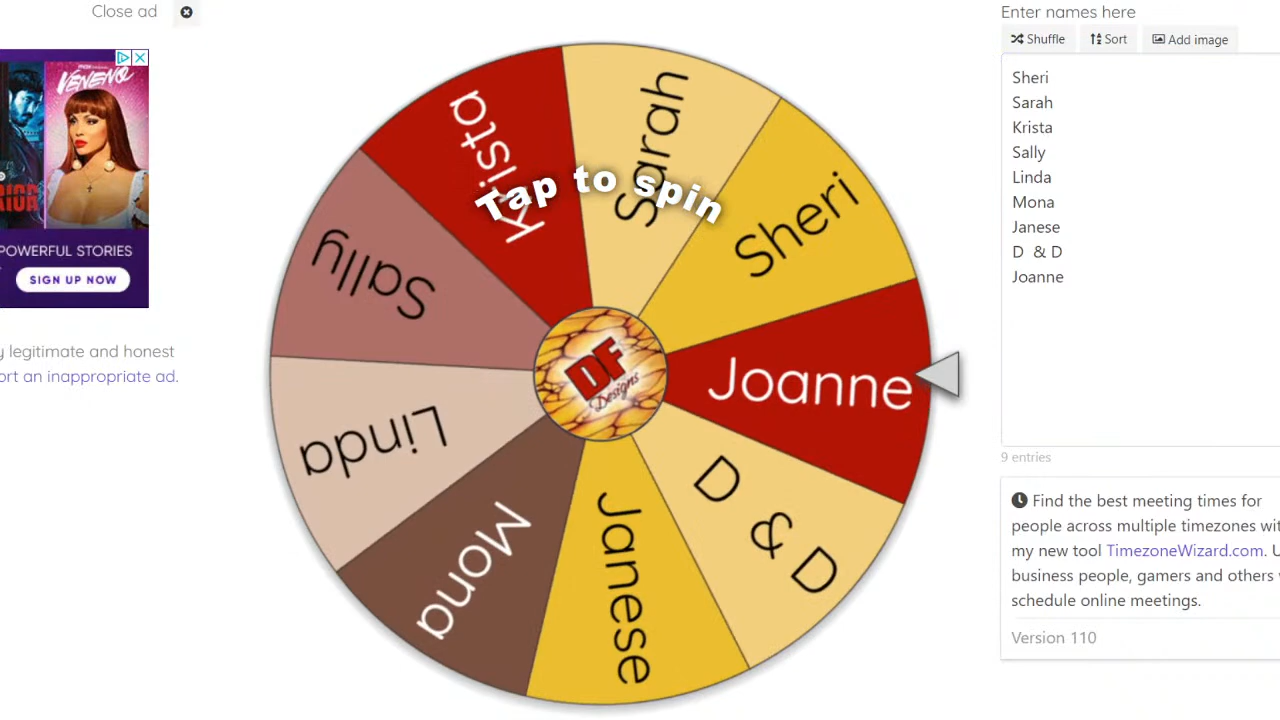 Close ad
VENENO
RIOR
POWERFUL STORIES
SIGN UP NOW
y legitimate and honest
ort an inappropriate ad.
Tap to spin
Sarah
Sheri
Joanne
D & D
Janese
Mona
Linda
Sally
Krista
DF
Designs
Enter names here
Shuffle
Sort
Add image
Sheri
Sarah
Krista
Sally
Linda
Mona
Janese
D  & D
Joanne
9 entries
Find the best meeting times for
people across multiple timezones wit
my new tool TimezoneWizard.com. U
business people, gamers and others
schedule online meetings.
Version 110